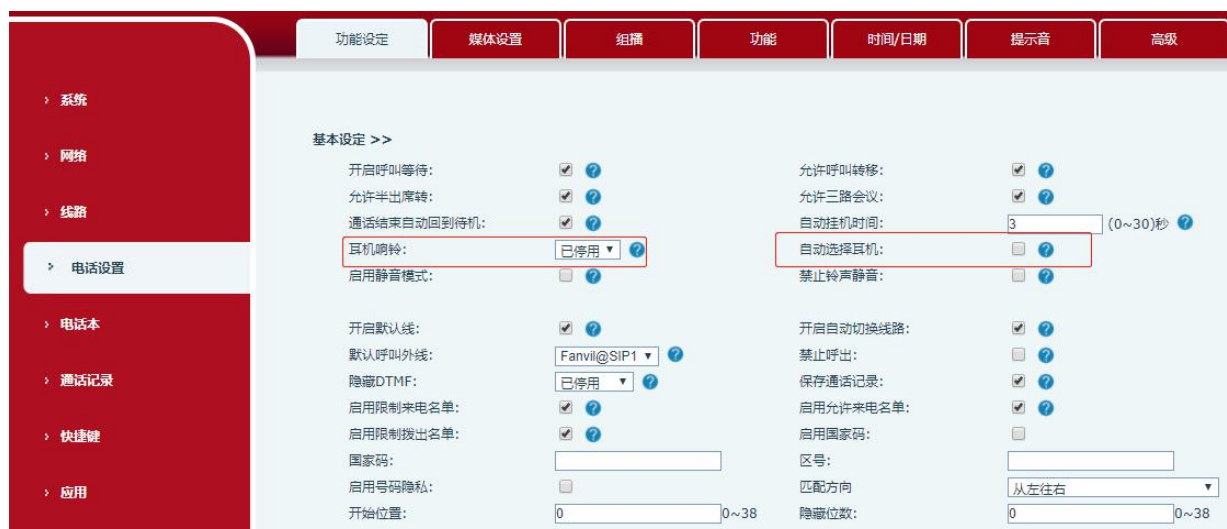 功能设定 媒体设置 组播 功能 时间/日期 提示音 高级
系统
网络
线路
电话设置
电话本
通话记录
快捷键
应用
基本设定 >>
开启呼叫等待: 允许呼叫转移:
允许半出席转: 允许三路会议:
通话结束自动回到待机: 自动挂机时间: 3 (0~30)秒
耳机响铃: 已停用 自动选择耳机:
启用静音模式: 禁止铃声静音:
开启默认线: 开启自动切换线路:
默认呼叫外线: Fanvil@SIP1 禁止呼出:
隐藏DTMF: 已停用 保存通话记录:
启用限制来电名单: 启用允许来电名单:
启用限制拨出名单: 启用国家码:
国家码: 区号:
启用号码隐私: 匹配方向 从左往右
开始位置: 0 0~38 隐藏位数: 0 0~38